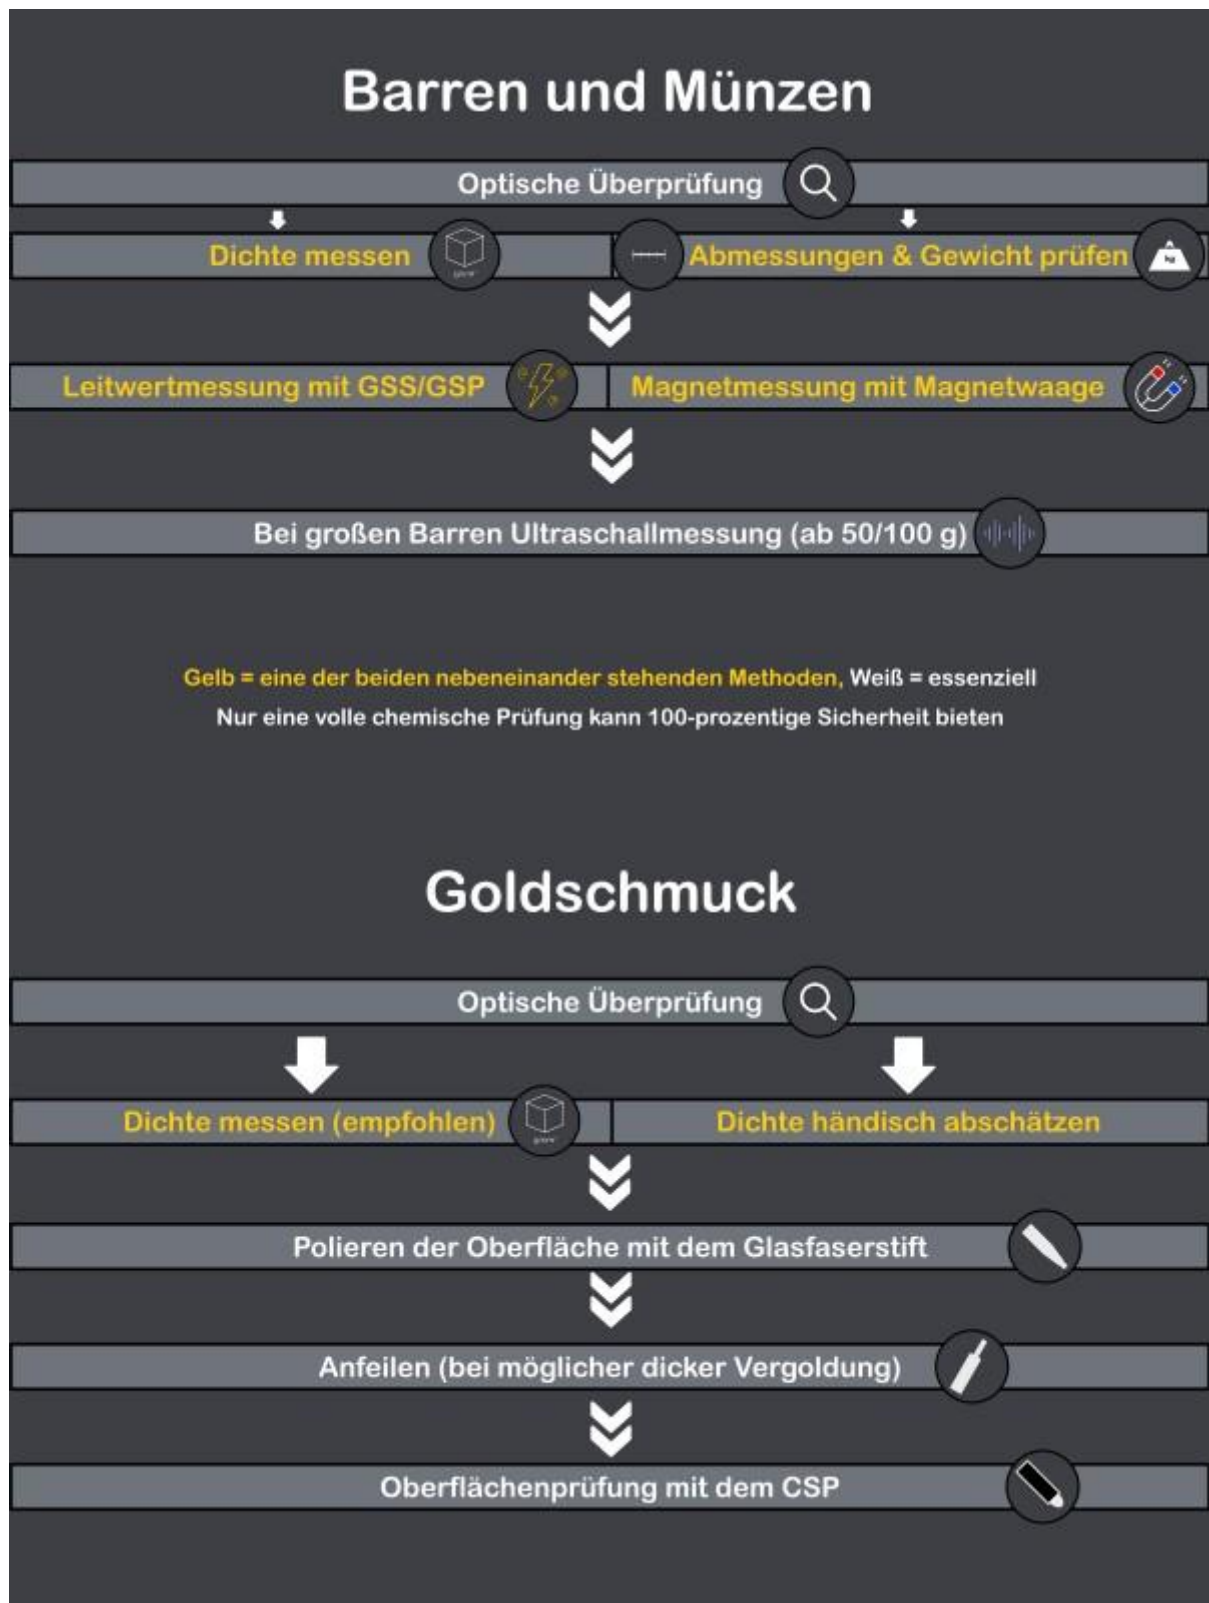 Barren und Münzen
Optische Überprüfung
Dichte messen
Abmessungen & Gewicht prüfen
Leitwertmessung mit GSS/GSP
Magnetmessung mit Magnetwaage
Bei großen Barren Ultraschallmessung (ab 50/100 g)
Gelb = eine der beiden nebeneinander stehenden Methoden, Weiß = essenziell
Nur eine volle chemische Prüfung kann 100-prozentige Sicherheit bieten
Goldschmuck
Optische Überprüfung
Dichte messen (empfohlen)
Dichte händisch abschätzen
Polieren der Oberfläche mit dem Glasfaserstift
Anfeilen (bei möglicher dicker Vergoldung)
Oberflächenprüfung mit dem CSP